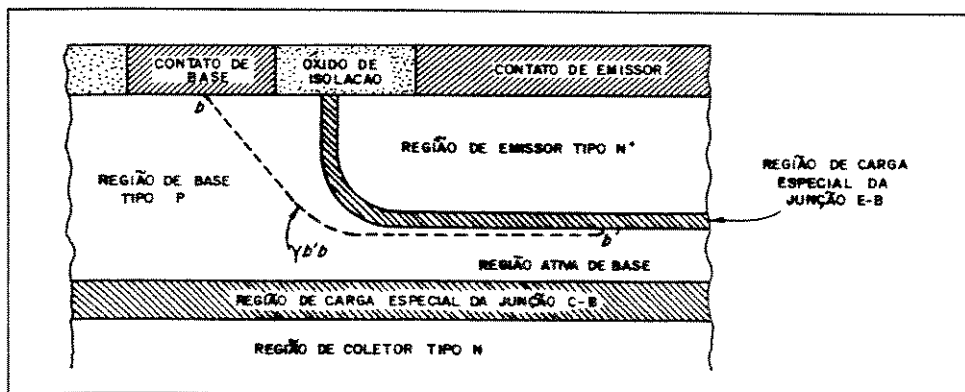 CONTATO DE
BASE
ÓXIDO DE
ISOLACAO
CONTATO DE EMISSOR
b
REGIÃO DE EMISSOR TIPO N⁺
REGIÃO DE BASE
TIPO P
REGIÃO DE CARGA
ESPECIAL DA
JUNÇÃO E-B
γb'b
b'
REGIÃO ATIVA DE BASE
REGIÃO DE CARGA ESPECIAL DA JUNÇÃO C-B
REGIÃO DE COLETOR TIPO N